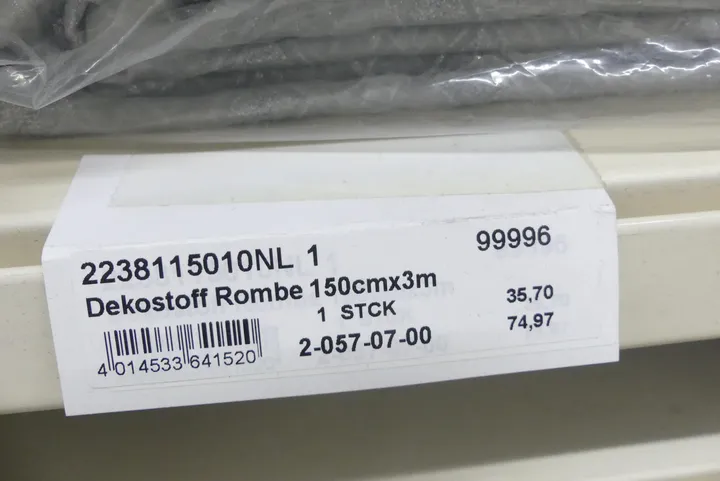 2238115010NL 1 99996
Dekostoff Rombe 150cmx3m
1 STCK 35,70
2-057-07-00 74,97
4 014533 641520